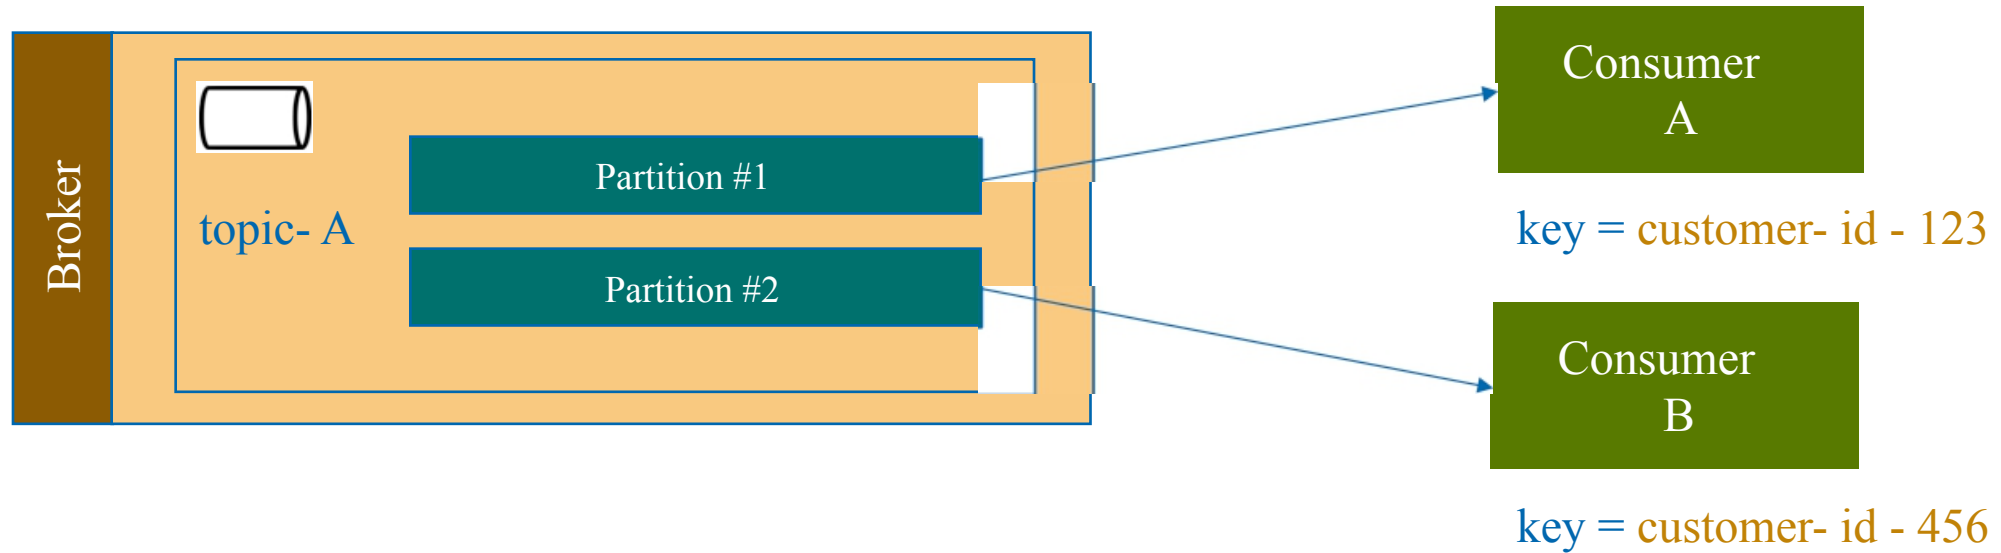 Broker
topic- A
Partition #1
Partition #2
Consumer
A
key = customer- id - 123
Consumer
B
key = customer- id - 456